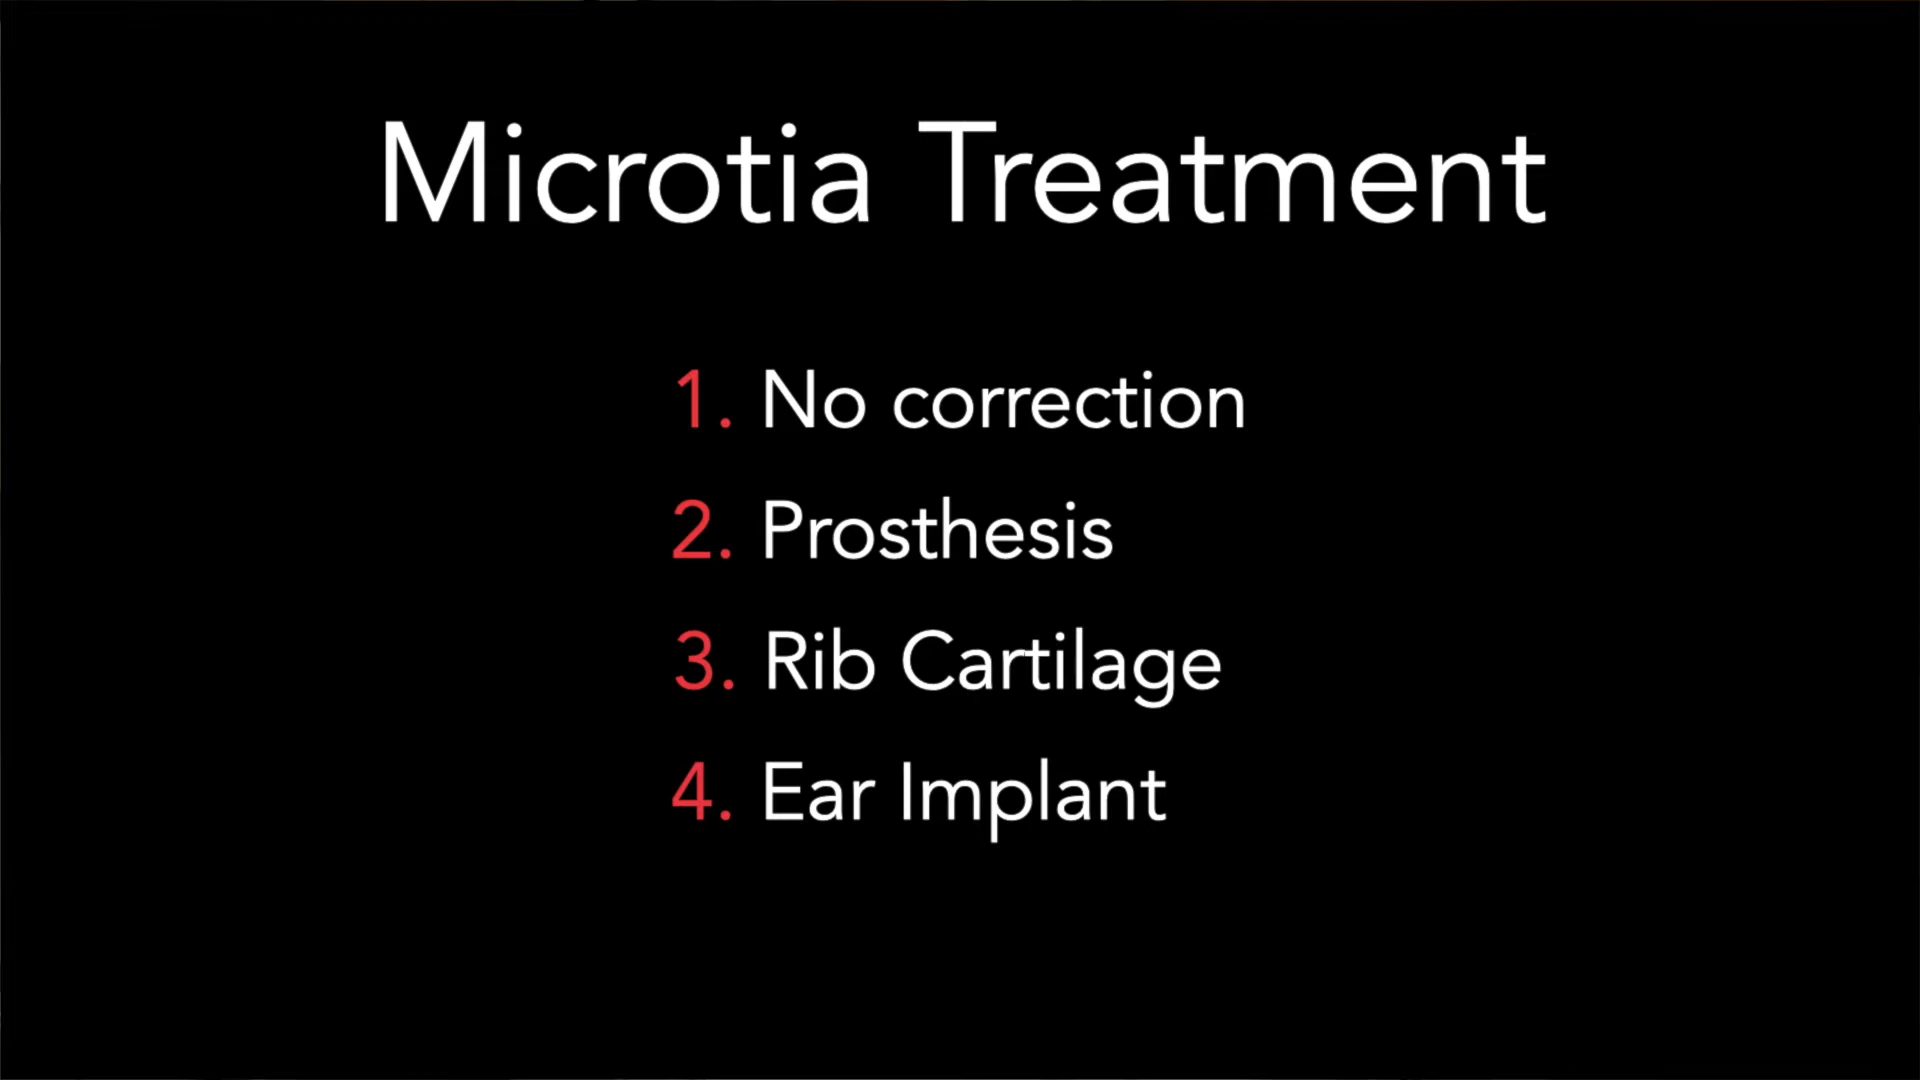 Microtia Treatment
1. No correction
2. Prosthesis
3. Rib Cartilage
4. Ear Implant